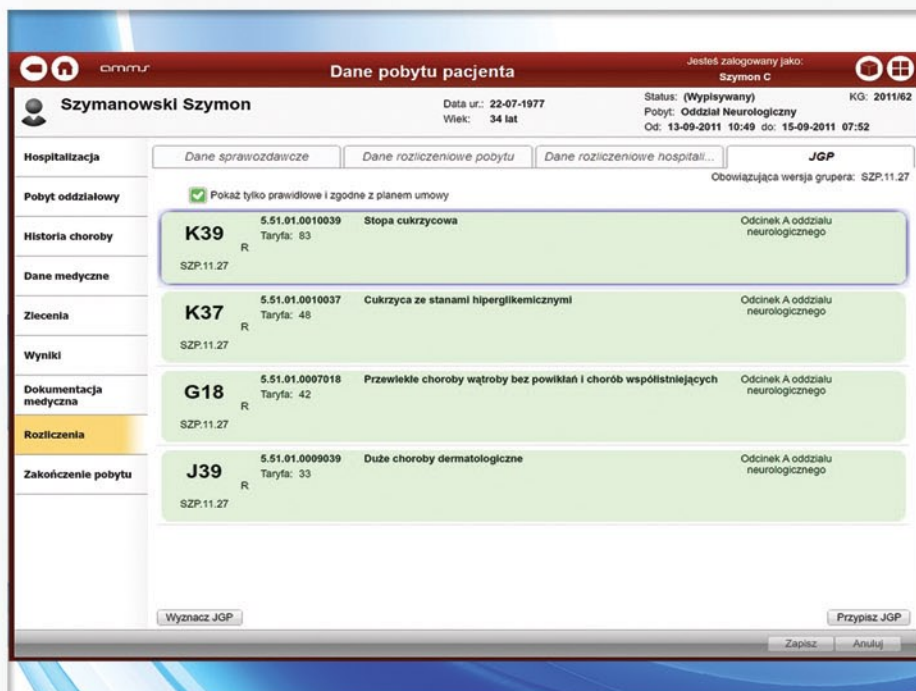 amms
Dane pobytu pacjenta
Jesteś zalogowany jako:
Szymon C
Szymanowski Szymon
Data ur.: 22-07-1977
Wiek: 34 lat
Status: (Wypisywany)
KG: 2011/62
Pobyt: Oddział Neurologiczny
Od: 13-09-2011 10:49 do: 15-09-2011 07:52
Hospitalizacja
Pobyt oddziałowy
Historia choroby
Dane medyczne
Zlecenia
Wyniki
Dokumentacja
medyczna
Rozliczenia
Zakończenie pobytu
Dane sprawozdawcze
Dane rozliczeniowe pobytu
Dane rozliczeniowe hospitali...
JGP
Obowiązująca wersja grupera: SZP.11.27
Pokaż tylko prawidłowe i zgodne z planem umowy
K39
R
SZP.11.27
5.51.01.0010039
Taryfa: 83
Stopa cukrzycowa
Odcinek A oddziału
neurologicznego
K37
R
SZP.11.27
5.51.01.0010037
Taryfa: 48
Cukrzyca ze stanami hiperglikemicznymi
Odcinek A oddziału
neurologicznego
G18
R
SZP.11.27
5.51.01.0007018
Taryfa: 42
Przewlekłe choroby wątroby bez powikłań i chorób współistniejących
Odcinek A oddziału
neurologicznego
J39
R
SZP.11.27
5.51.01.0009039
Taryfa: 33
Duże choroby dermatologiczne
Odcinek A oddziału
neurologicznego
Wyznacz JGP
Przypisz JGP
Zapisz
Anuluj